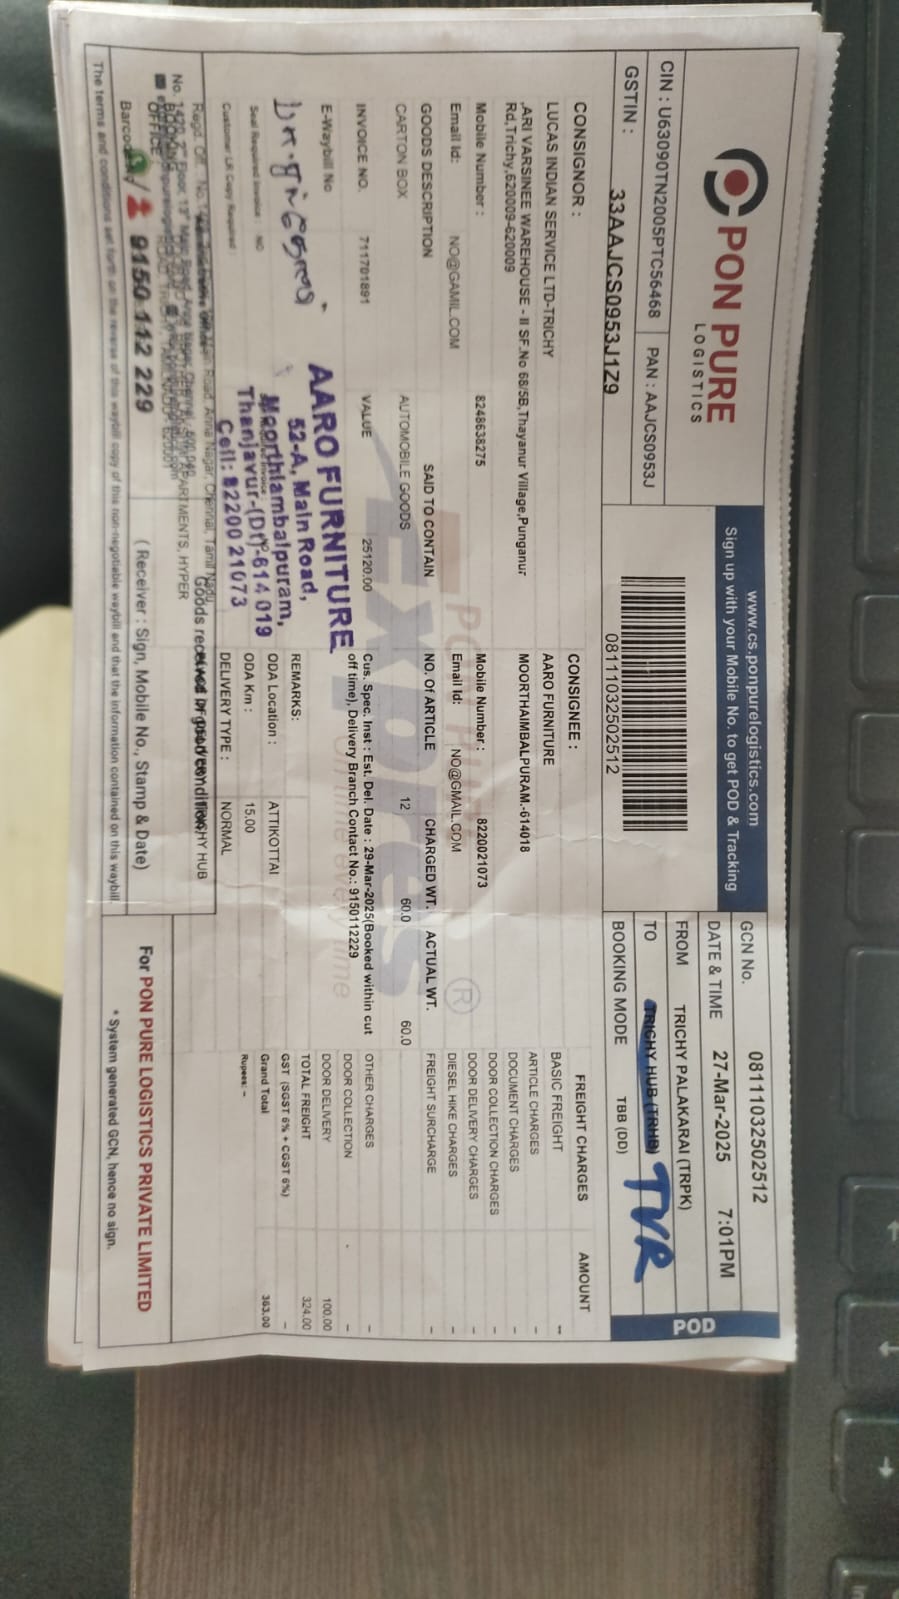 PON PURE
LOGISTICS
CIN : U63090TN2005PTC56468 PAN : AAJCS0953J
GSTIN : 33AAJCS0953J1Z9
www.cs.ponpurelogistics.com
Sign up with your Mobile No. to get POD & Tracking
08111032502512
GCN No. 08111032502512
DATE & TIME 27-Mar-2025 7:01PM
FROM TRICHY PALAKARAI (TRPK)
TO TRICHY HUB (TRHB) TVR
BOOKING MODE TBB (DD)
POD
CONSIGNOR :
LUCAS INDIAN SERVICE LTD-TRICHY
,ARI VARSINEE WAREHOUSE - II SF.No 68/5B,Thayanur Village,Punganur
Rd,Trichy,620009-620009
Mobile Number : 8248638275
Email Id: NO@GAMIL.COM
CONSIGNEE :
AARO FURNITURE
MOORTHAIMBALPURAM.-614018
Mobile Number : 8220021073
Email Id: NO@GMAIL.COM
GOODS DESCRIPTION SAID TO CONTAIN NO. Of ARTICLE CHARGED WT. ACTUAL WT.
CARTON BOX AUTOMOBILE GOODS 12 60.0 60.0
INVOICE NO. 711701891 VALUE 25120.00
E-Waybill No
Cus. Spec. Inst : Est. Del. Date : 29-Mar-2025(Booked within cut
off time), Delivery Branch Contact No.: 9150112229
REMARKS:
ODA Location : ATTIKOTTAI
ODA Km : 15.00
DELIVERY TYPE : NORMAL
Seal Required Invoice : NO
Customer LR Copy Required :
AARO FURNITURE
52-A, Main Road,
Moorthiambalpuram,
Thanjavur-(Dt)-614 019
Cell: 82200 21073
FREIGHT CHARGES AMOUNT
BASIC FREIGHT --
ARTICLE CHARGES --
DOCUMENT CHARGES --
DOOR COLLECTION CHARGES --
DOOR DELIVERY CHARGES --
DIESEL HIKE CHARGES --
FREIGHT SURCHARGE --
OTHER CHARGES --
DOOR COLLECTION --
DOOR DELIVERY 100.00
TOTAL FREIGHT 324.00
GST (SGST 6% + CGST 6%) --
Grand Total 363.00
Rupees: -
9150 112 229
( Receiver : Sign, Mobile No., Stamp & Date)
For PON PURE LOGISTICS PRIVATE LIMITED
* System generated GCN, hence no sign.
The terms and conditions set forth on the reverse of this waybill copy of this non-negotiable waybill and that the information contained on this waybill.